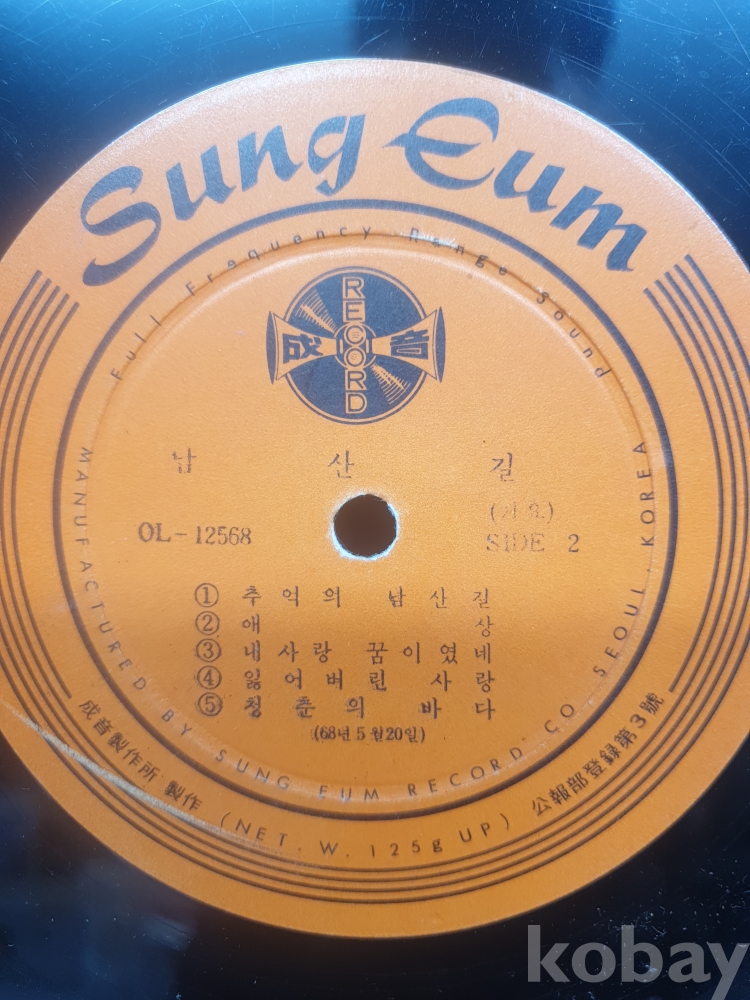 Sung Eum
Full Fraquancy Range Sound
RECORD
成 音
남 산 길
(가요)
OL-12568
SIDE 2
① 추억의 남산길
② 애 상
③ 내사랑 꿈이였네
④ 잃어버린 사랑
⑤ 청춘의 바다
(68년 5월20일)
MANUFACTURED BY SUNG EUM RECORD CO. SEOUL. KOREA
成音製作所 製作 (NET. W. 125g UP) 公報部登録第3號
kobay